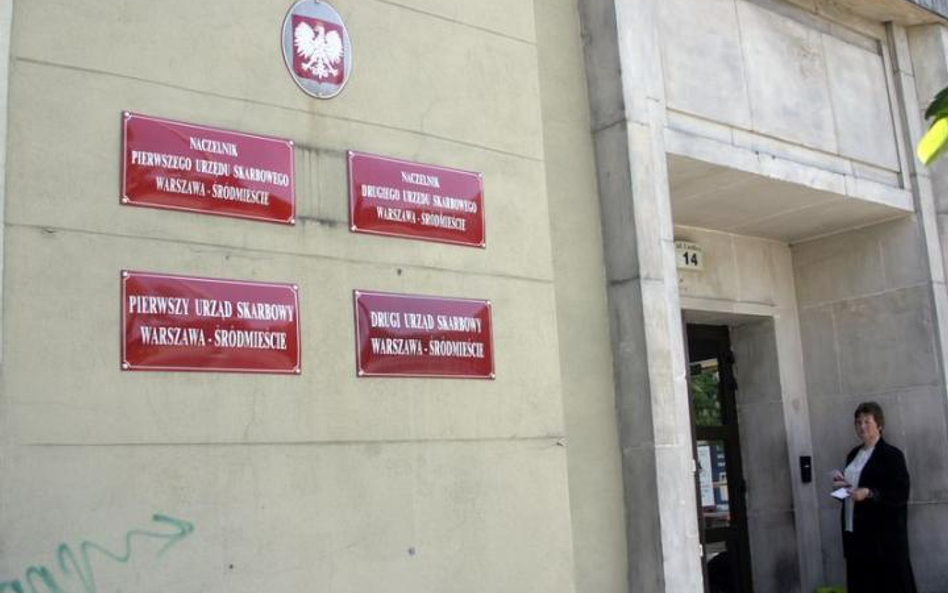 NACZELNIK
PIERWSZEGO URZĘDU SKARBOWEGO
WARSZAWA - ŚRÓDMIEŚCIE
NACZELNIK
DRUGIEGO URZĘDU SKARBOWEGO
WARSZAWA - ŚRÓDMIEŚCIE
PIERWSZY URZĄD SKARBOWY
WARSZAWA - ŚRÓDMIEŚCIE
DRUGI URZĄD SKARBOWY
WARSZAWA - ŚRÓDMIEŚCIE
14